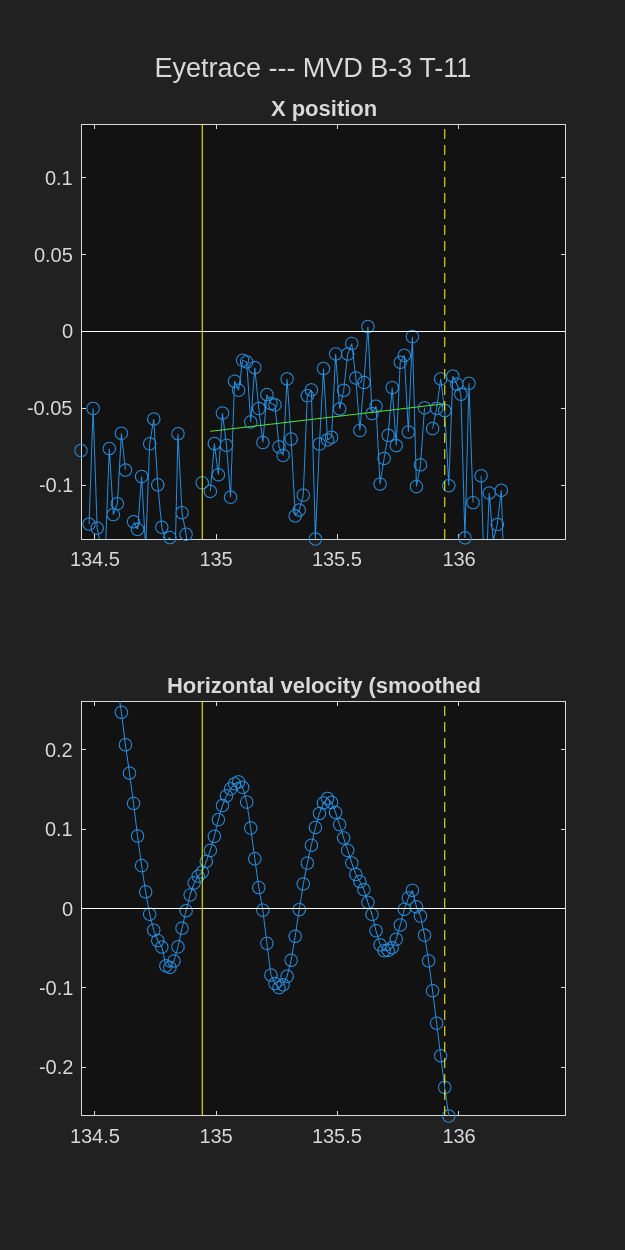 Eyetrace --- MVD B-3 T-11
X position
0.1
0.05
0
-0.05
-0.1
134.5 135 135.5 136
Horizontal velocity (smoothed
0.2
0.1
0
-0.1
-0.2
134.5 135 135.5 136